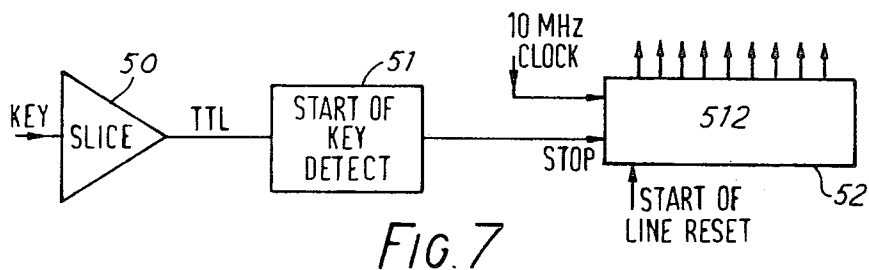 50
KEY
SLICE
TTL
51
START OF
KEY
DETECT
10 MHz
CLOCK
STOP
512
52
START OF
LINE RESET
FIG. 7